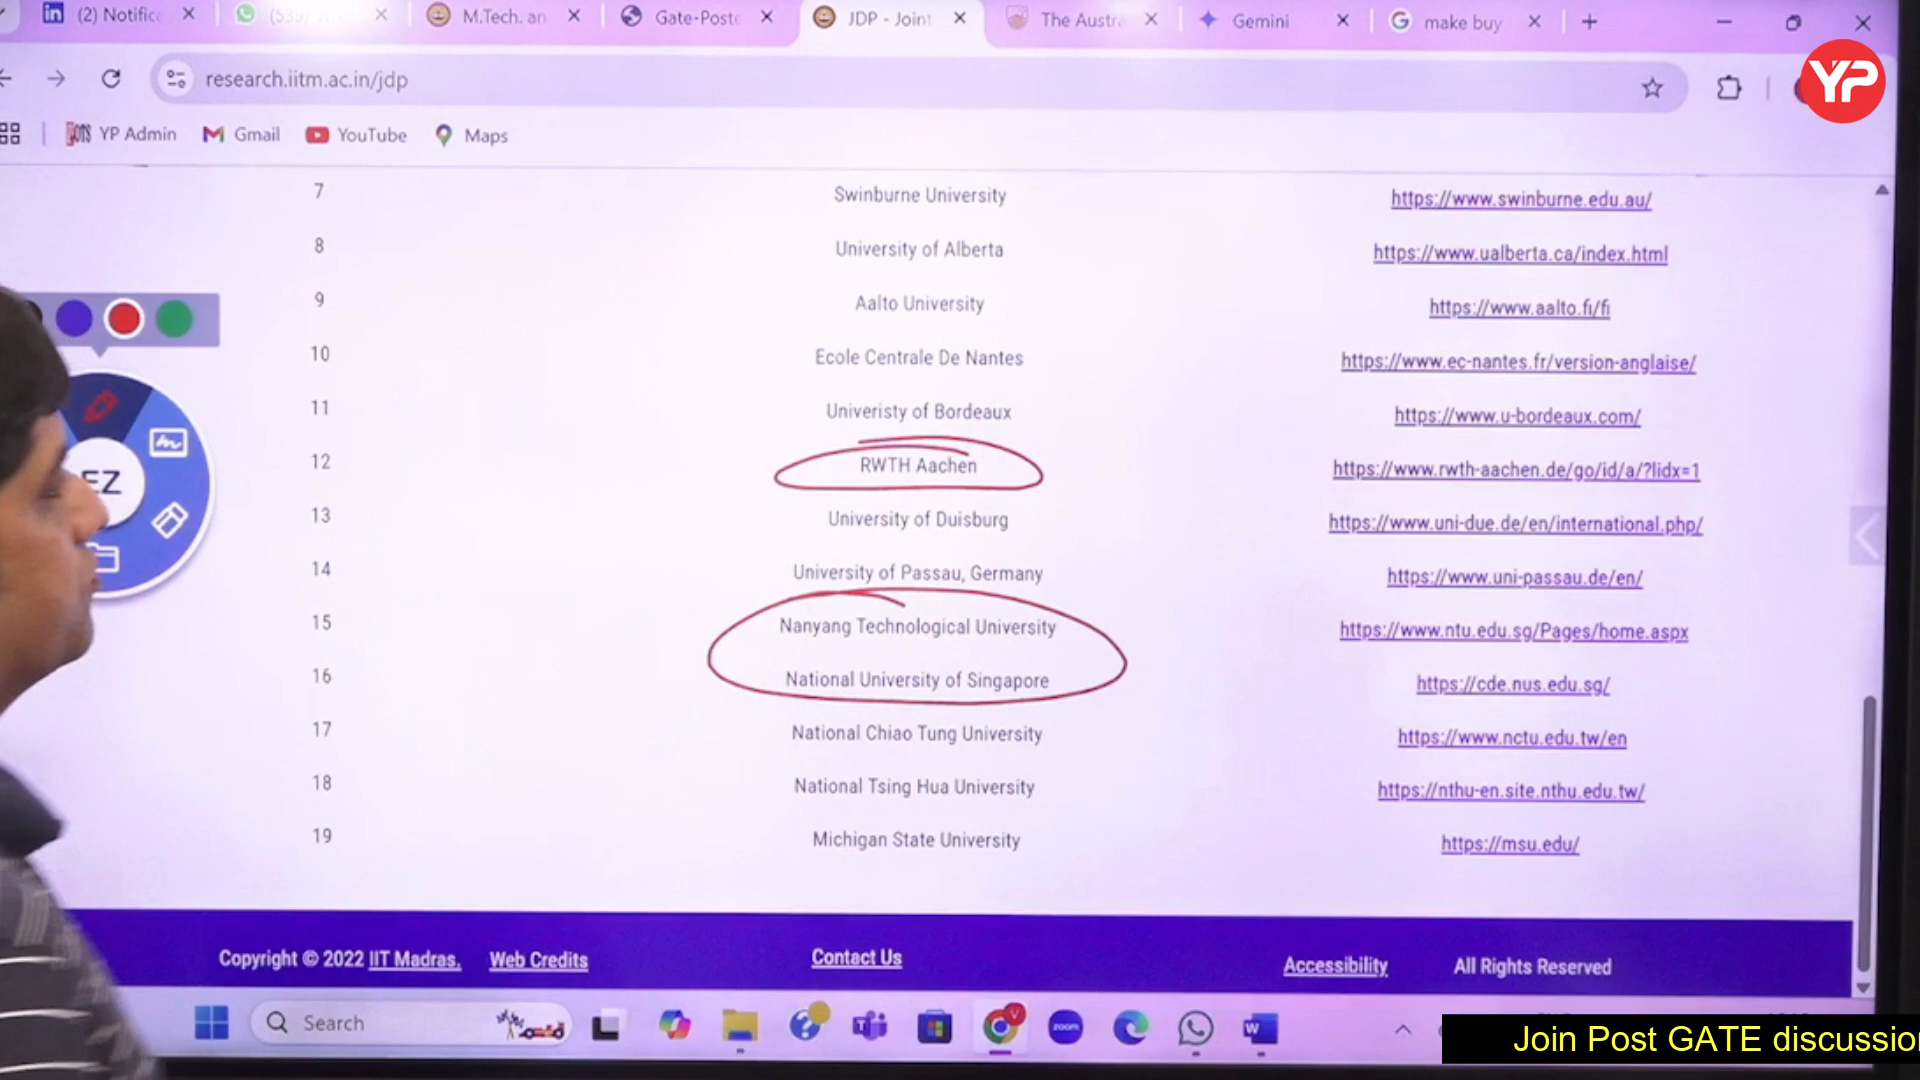 (2) Notifica
(539)
M.Tech. an
Gate-Poste
JDP - Joint
The Austra
Gemini
make buy
research.iitm.ac.in/jdp
YP
YP Admin
Gmail
YouTube
Maps
7 Swinburne University https://www.swinburne.edu.au/
8 University of Alberta https://www.ualberta.ca/index.html
9 Aalto University https://www.aalto.fi/fi
10 Ecole Centrale De Nantes https://www.ec-nantes.fr/version-anglaise/
11 Univeristy of Bordeaux https://www.u-bordeaux.com/
12 RWTH Aachen https://www.rwth-aachen.de/go/id/a/?lidx=1
13 University of Duisburg https://www.uni-due.de/en/international.php/
14 University of Passau, Germany https://www.uni-passau.de/en/
15 Nanyang Technological University https://www.ntu.edu.sg/Pages/home.aspx
16 National University of Singapore https://cde.nus.edu.sg/
17 National Chiao Tung University https://www.nctu.edu.tw/en
18 National Tsing Hua University https://nthu-en.site.nthu.edu.tw/
19 Michigan State University https://msu.edu/
EZ
Copyright © 2022 IIT Madras. Web Credits Contact Us Accessibility All Rights Reserved
Search
zoom
Join Post GATE discussion